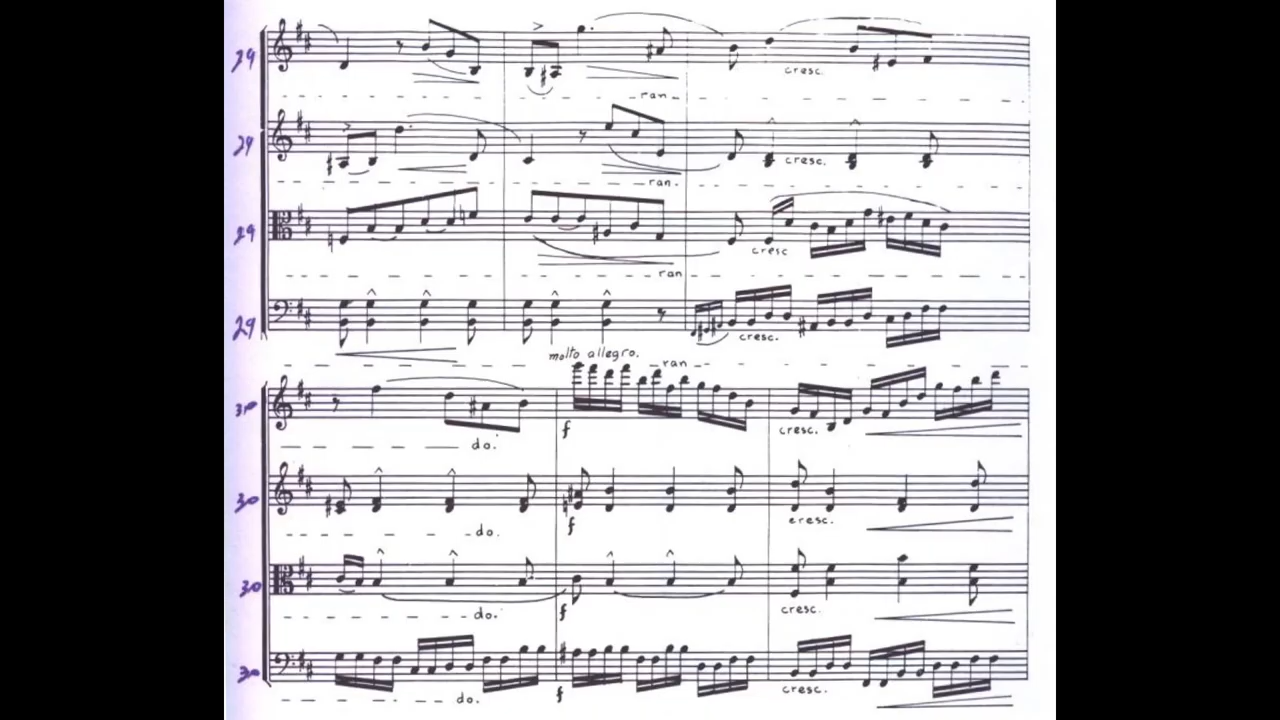 29
cresc.
ran
29
cresc.
ran.
29
cresc
ran
29
cresc.
molto allegro.
ran
30
f
cresc.
do.
30
f
cresc.
do.
30
f
cresc.
do.
30
f
cresc.
do.